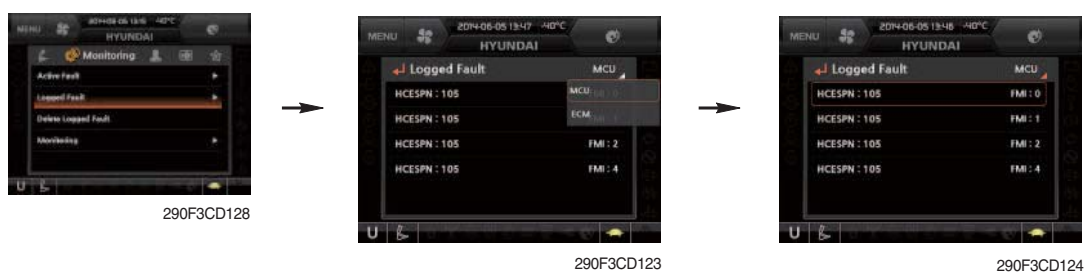 MENU
HYUNDAI
Monitoring
Active Fault
Logged Fault
Delete Logged Fault
Monitoring
U
290F3CD128
MENU
2014-06-05 13:47 -40°C
HYUNDAI
Logged Fault MCU
HCESPN : 105 MCU
HCESPN : 105 ECM
HCESPN : 105 FMI : 2
HCESPN : 105 FMI : 4
U
290F3CD123
MENU
2014-06-05 13:46 -40°C
HYUNDAI
Logged Fault MCU
HCESPN : 105 FMI : 0
HCESPN : 105 FMI : 1
HCESPN : 105 FMI : 2
HCESPN : 105 FMI : 4
U
290F3CD124